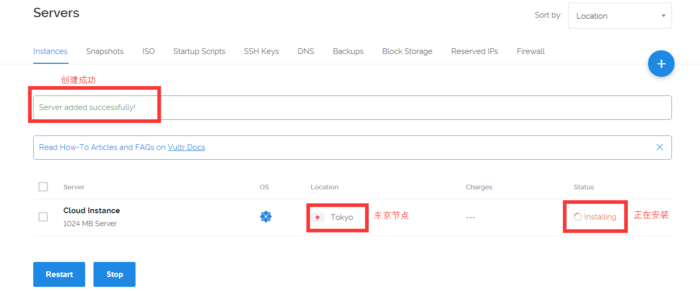 Servers
Sort by:
Location
Instances
Snapshots
ISO
Startup Scripts
SSH Keys
DNS
Backups
Block Storage
Reserved IPs
Firewall
创建成功
Server added successfully!
Read How-To Articles and FAQs on Vultr Docs
Server
OS
Location
Charges
Status
Cloud Instance
1024 MB Server
Tokyo
东京节点
---
Installing
正在安装
Restart
Stop